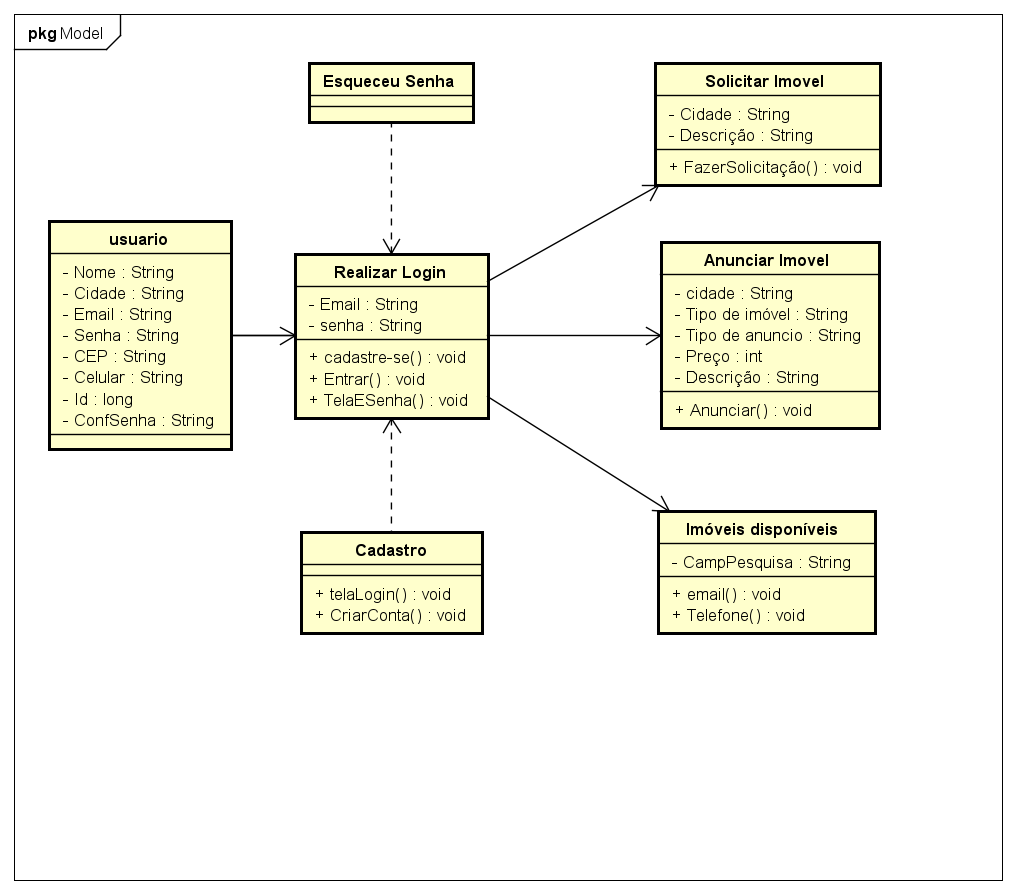 pkg Model
Esqueceu Senha
Solicitar Imovel
- Cidade : String
- Descrição : String
+ FazerSolicitação() : void
usuario
- Nome : String
- Cidade : String
- Email : String
- Senha : String
- CEP : String
- Celular : String
- Id : long
- ConfSenha : String
Realizar Login
- Email : String
- senha : String
+ cadastre-se() : void
+ Entrar() : void
+ TelaESenha() : void
Anunciar Imovel
- cidade : String
- Tipo de imóvel : String
- Tipo de anuncio : String
- Preço : int
- Descrição : String
+ Anunciar() : void
Cadastro
+ telaLogin() : void
+ CriarConta() : void
Imóveis disponíveis
- CampPesquisa : String
+ email() : void
+ Telefone() : void